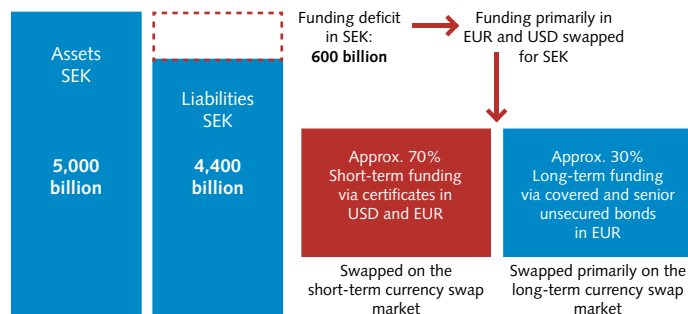 Assets
SEK
5,000
billion
Liabilities
SEK
4,400
billion
Funding deficit
in SEK:
600 billion
Funding primarily in
EUR and USD swapped
for SEK
Approx. 70%
Short-term funding
via certificates in
USD and EUR
Swapped on the
short-term currency swap
market
Approx. 30%
Long-term funding
via covered and senior
unsecured bonds
in EUR
Swapped primarily on the
long-term currency swap
market